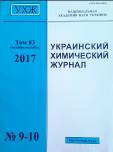 УХЖ
НАЦИОНАЛЬНАЯ
АКАДЕМИЯ НАУК УКРАИНЫ
Том 83
2017
УКРАИНСКИЙ
ХИМИЧЕСКИЙ
ЖУРНАЛ
№ 9-10